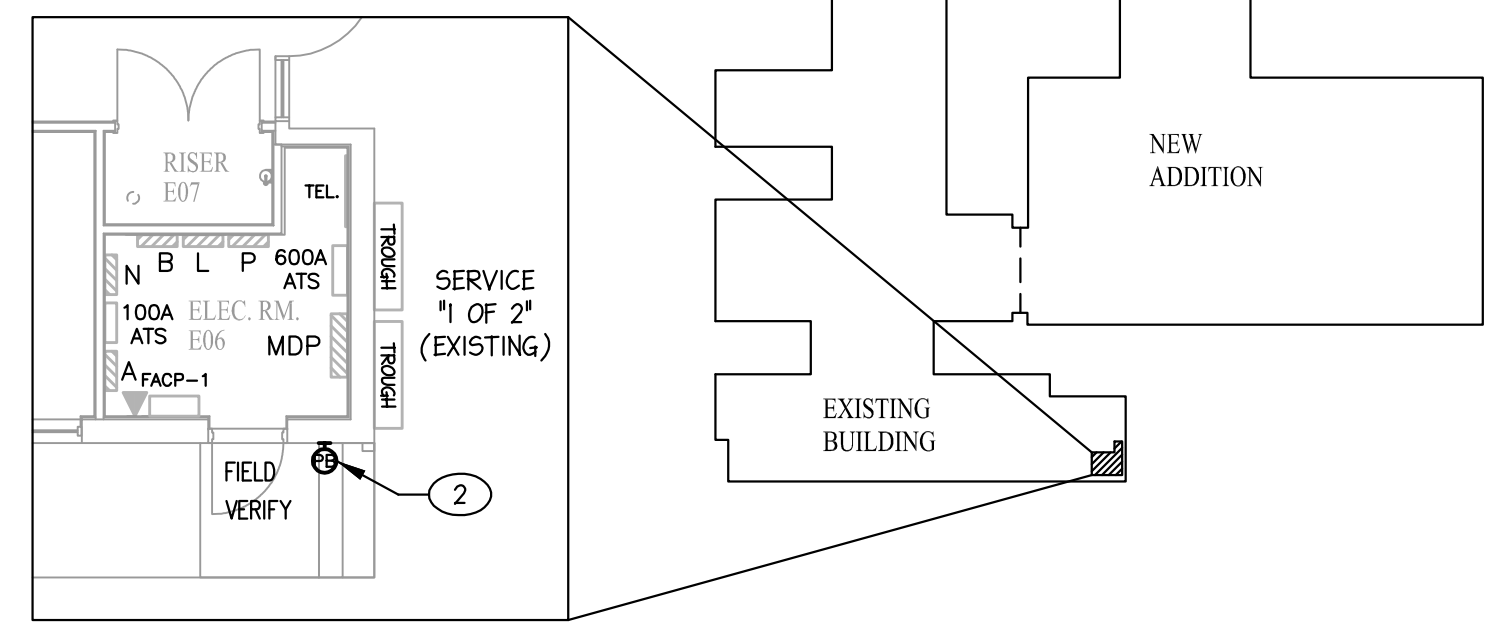 RISER
E07
TEL.
TROUGH
N
B
L
P
600A
ATS
100A
ATS
ELEC. RM.
E06
MDP
A
FACP-1
TROUGH
SERVICE
"1 OF 2"
(EXISTING)
PB
2
FIELD
VERIFY
NEW
ADDITION
EXISTING
BUILDING